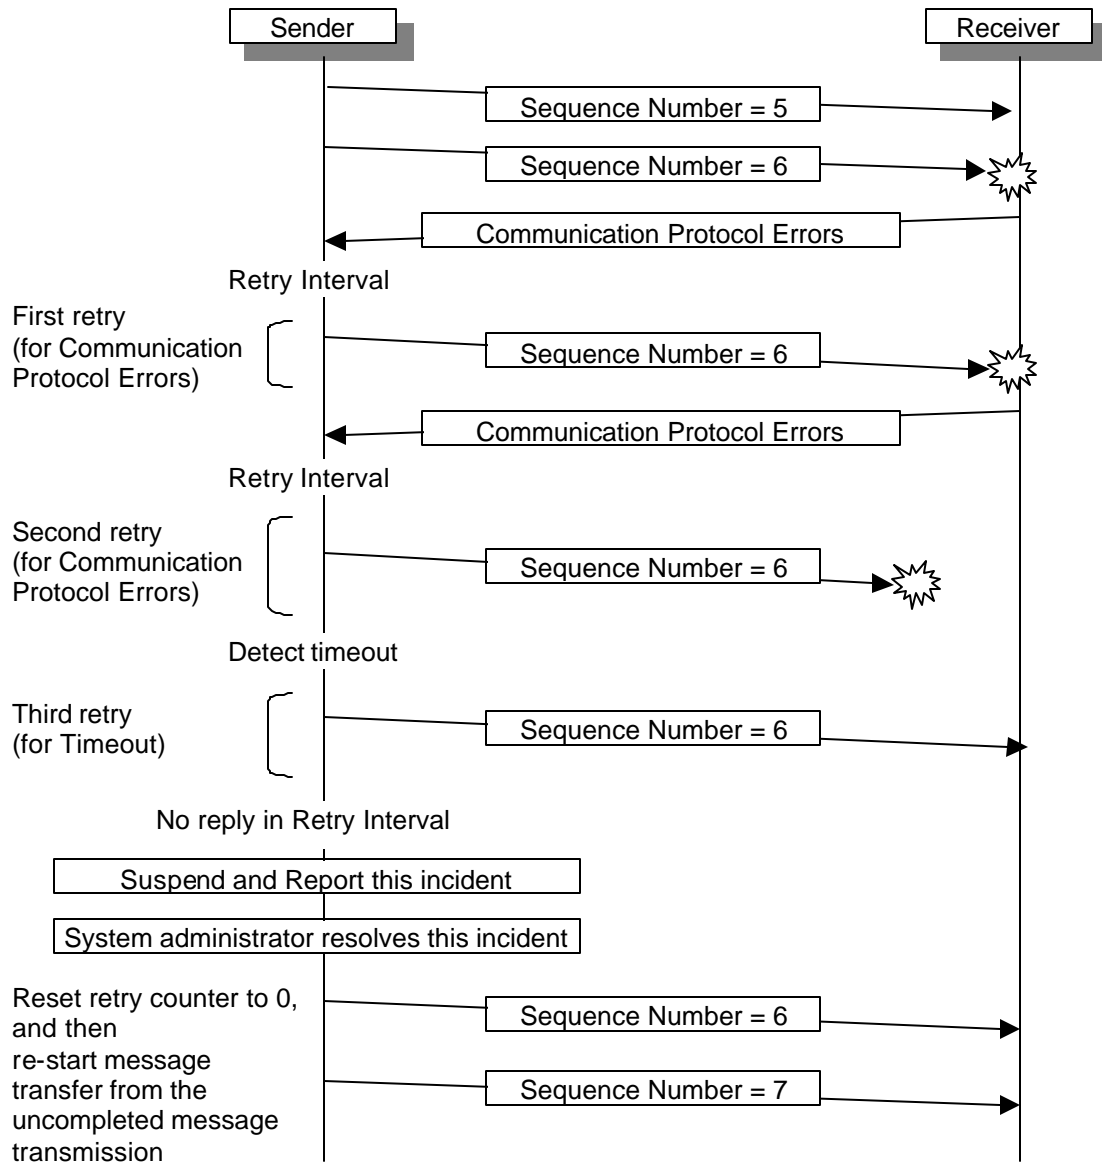 Sender
Receiver
Sequence Number = 5
Sequence Number = 6
Communication Protocol Errors
Retry Interval
First retry
(for Communication
Protocol Errors)
Sequence Number = 6
Communication Protocol Errors
Retry Interval
Second retry
(for Communication
Protocol Errors)
Sequence Number = 6
Detect timeout
Third retry
(for Timeout)
Sequence Number = 6
No reply in Retry Interval
Suspend and Report this incident
System administrator resolves this incident
Reset retry counter to 0,
and then
re-start message
transfer from the
uncompleted message
transmission
Sequence Number = 6
Sequence Number = 7